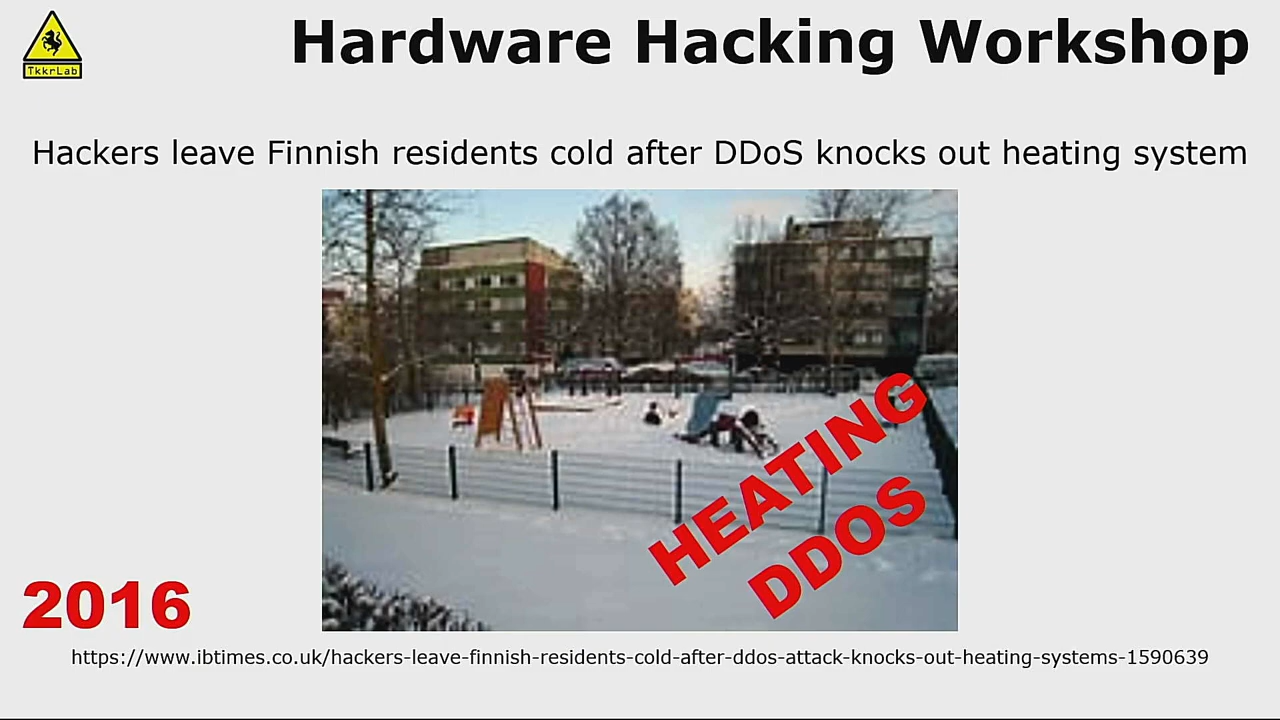 TkkrLab
Hardware Hacking Workshop
Hackers leave Finnish residents cold after DDoS knocks out heating system
HEATING
DDOS
2016
https://www.ibtimes.co.uk/hackers-leave-finnish-residents-cold-after-ddos-attack-knocks-out-heating-systems-1590639